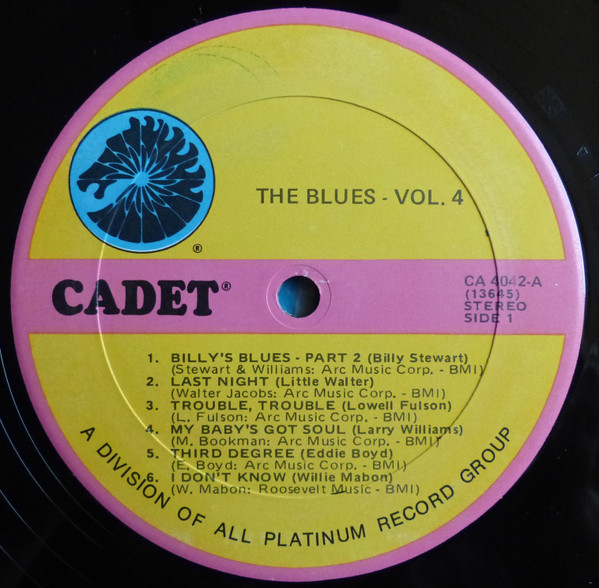 THE BLUES - VOL. 4
®
CADET®
CA 4042-A
(13645)
STEREO
SIDE 1
1. BILLY'S BLUES - PART 2 (Billy Stewart)
(Stewart & Williams: Arc Music Corp. - BMI)
2. LAST NIGHT (Little Walter)
(Walter Jacobs: Arc Music Corp. - BMI)
3. TROUBLE, TROUBLE (Lowell Fulson)
(L. Fulson: Arc Music Corp. - BMI)
4. MY BABY'S GOT SOUL (Larry Williams)
(M. Bookman: Arc Music Corp. - BMI)
5. THIRD DEGREE (Eddie Boyd)
(E. Boyd: Arc Music Corp. - BMI)
6. I DON'T KNOW (Willie Mabon)
(W. Mabon: Roosevelt Music - BMI)
A DIVISION OF ALL PLATINUM RECORD GROUP